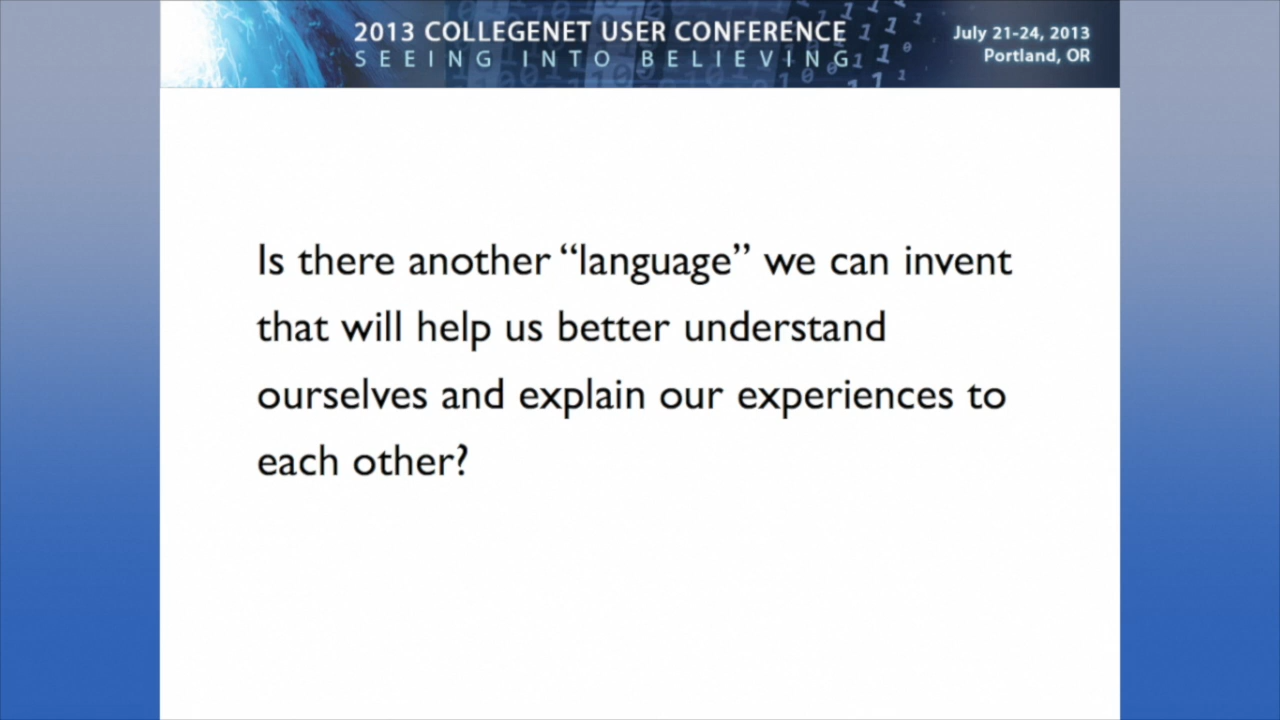 2013 COLLEGENET USER CONFERENCE
SEEING INTO BELIEVING
July 21-24, 2013
Portland, OR
Is there another “language” we can invent
that will help us better understand
ourselves and explain our experiences to
each other?